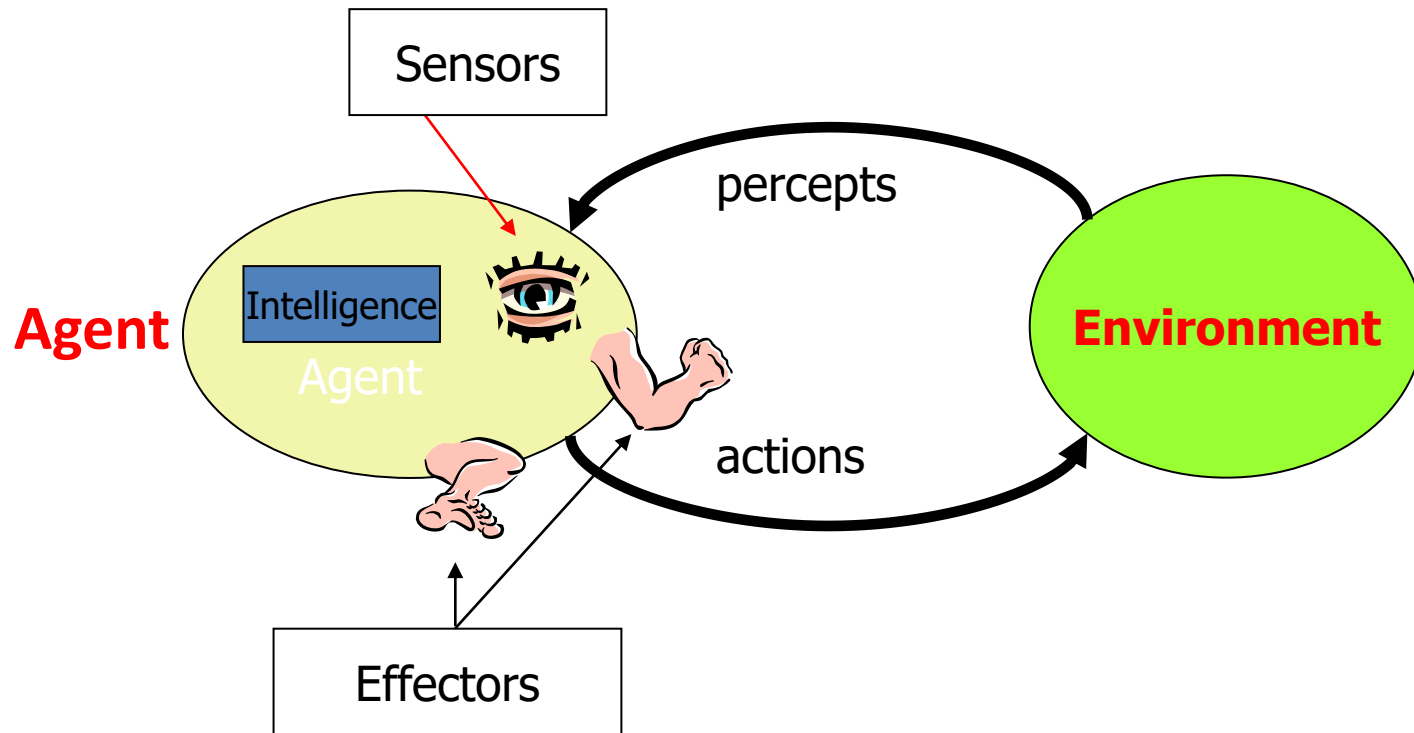 Sensors
percepts
Intelligence
Agent
Agent
Environment
actions
Effectors